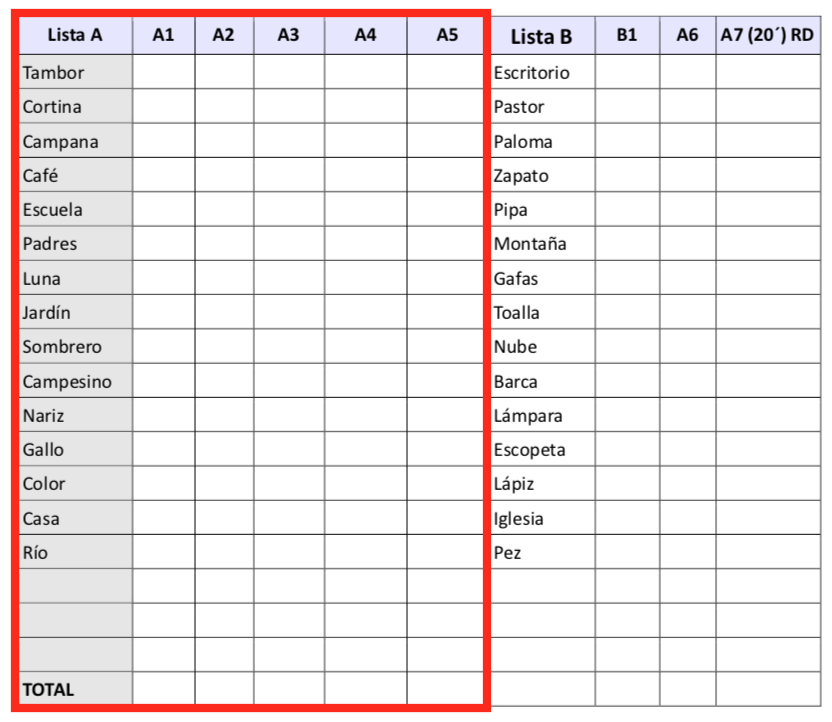 Lista A A1 A2 A3 A4 A5 Lista B B1 A6 A7 (20´) RD
Tambor Escritorio
Cortina Pastor
Campana Paloma
Café Zapato
Escuela Pipa
Padres Montaña
Luna Gafas
Jardín Toalla
Sombrero Nube
Campesino Barca
Nariz Lámpara
Gallo Escopeta
Color Lápiz
Casa Iglesia
Río Pez
TOTAL